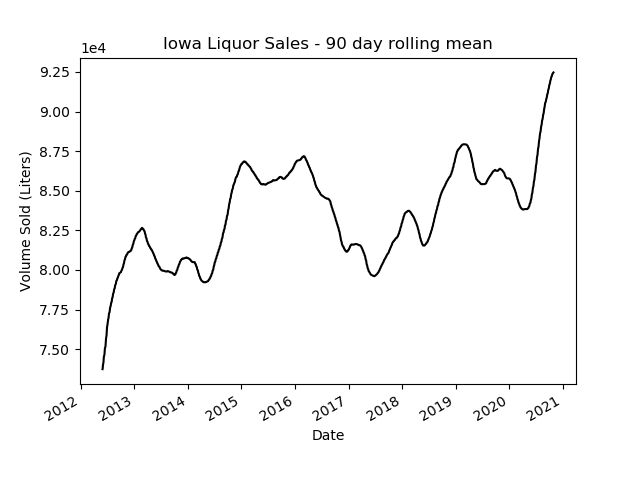 Iowa Liquor Sales - 90 day rolling mean
1e4
9.25
9.00
8.75
8.50
8.25
8.00
7.75
7.50
Volume Sold (Liters)
2012 2013 2014 2015 2016 2017 2018 2019 2020 2021
Date